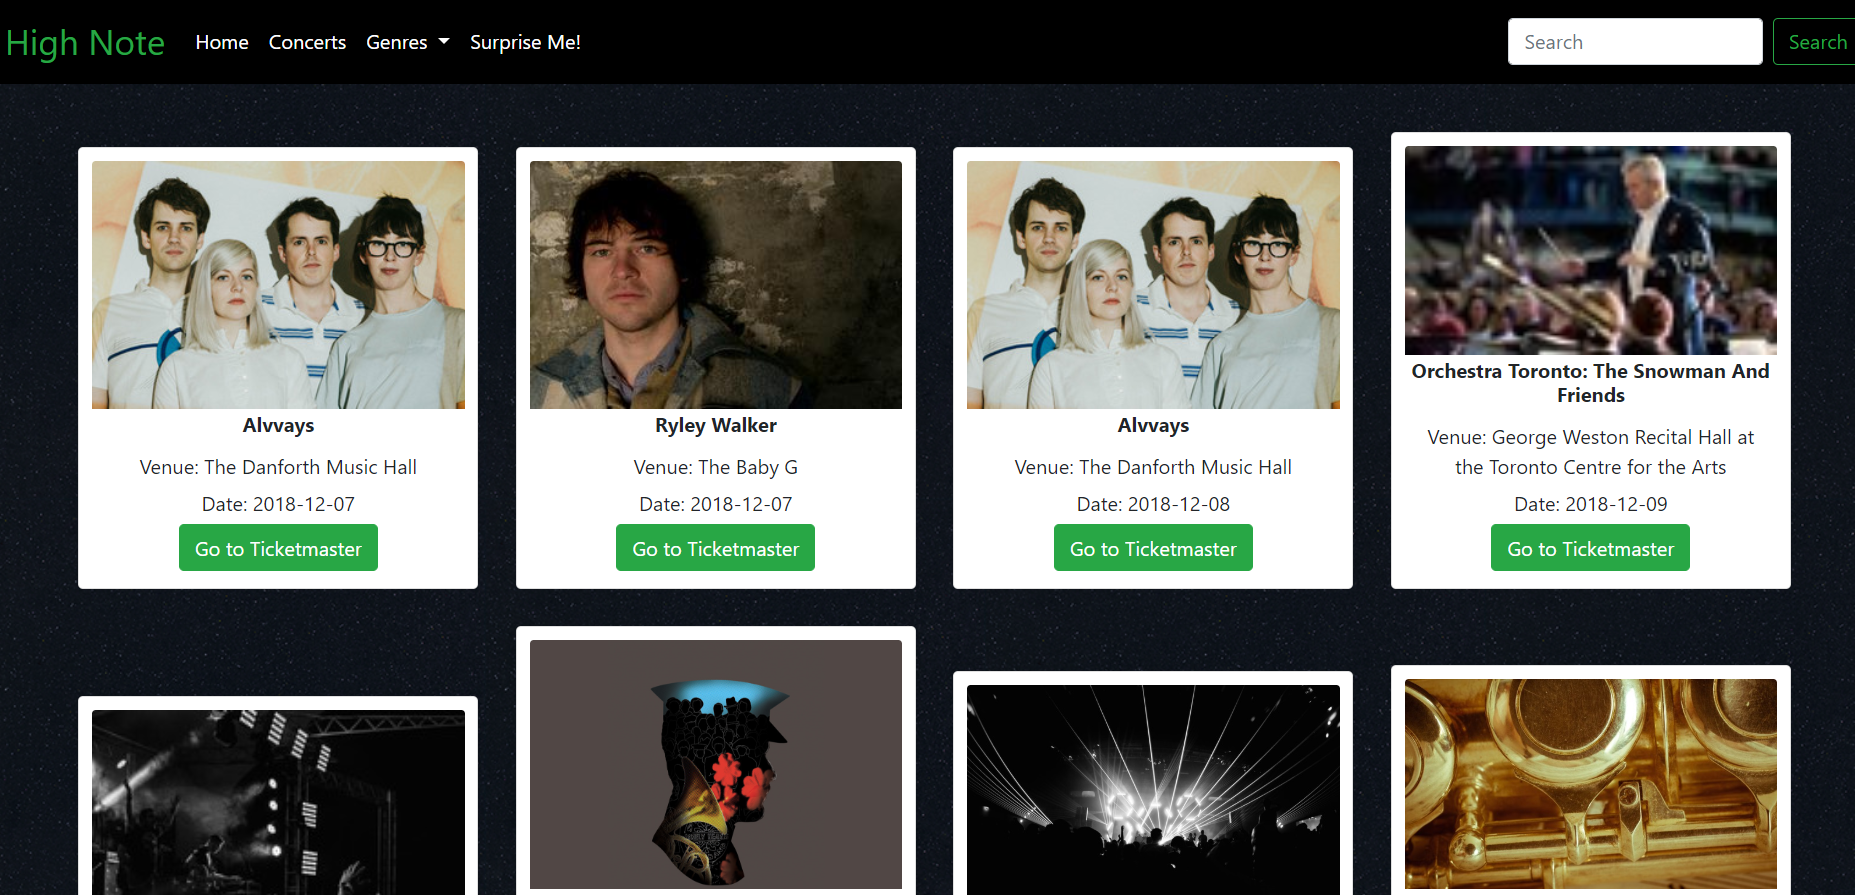 High Note
Home
Concerts
Genres
Surprise Me!
Search
Search
Alvvays
Venue: The Danforth Music Hall
Date: 2018-12-07
Go to Ticketmaster
Ryley Walker
Venue: The Baby G
Date: 2018-12-07
Go to Ticketmaster
Alvvays
Venue: The Danforth Music Hall
Date: 2018-12-08
Go to Ticketmaster
Orchestra Toronto: The Snowman And
Friends
Venue: George Weston Recital Hall at
the Toronto Centre for the Arts
Date: 2018-12-09
Go to Ticketmaster